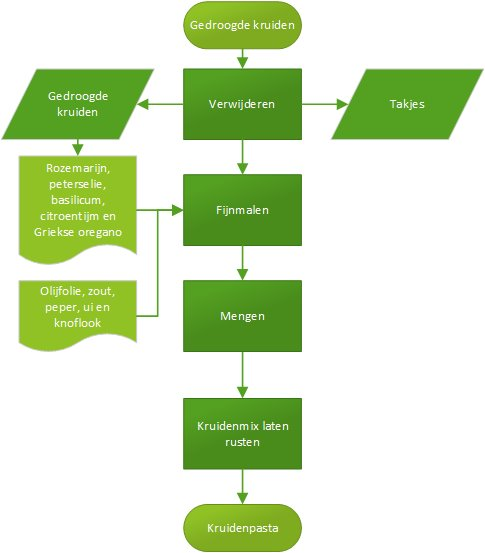 Gedroogde kruiden
Gedroogde
kruiden
Verwijderen
Takjes
Rozemarijn,
peterselie,
basilicum,
citroentijm en
Griekse oregano
Fijnmalen
Olijfolie, zout,
peper, ui en
knoflook
Mengen
Kruidenmix laten
rusten
Kruidenpasta